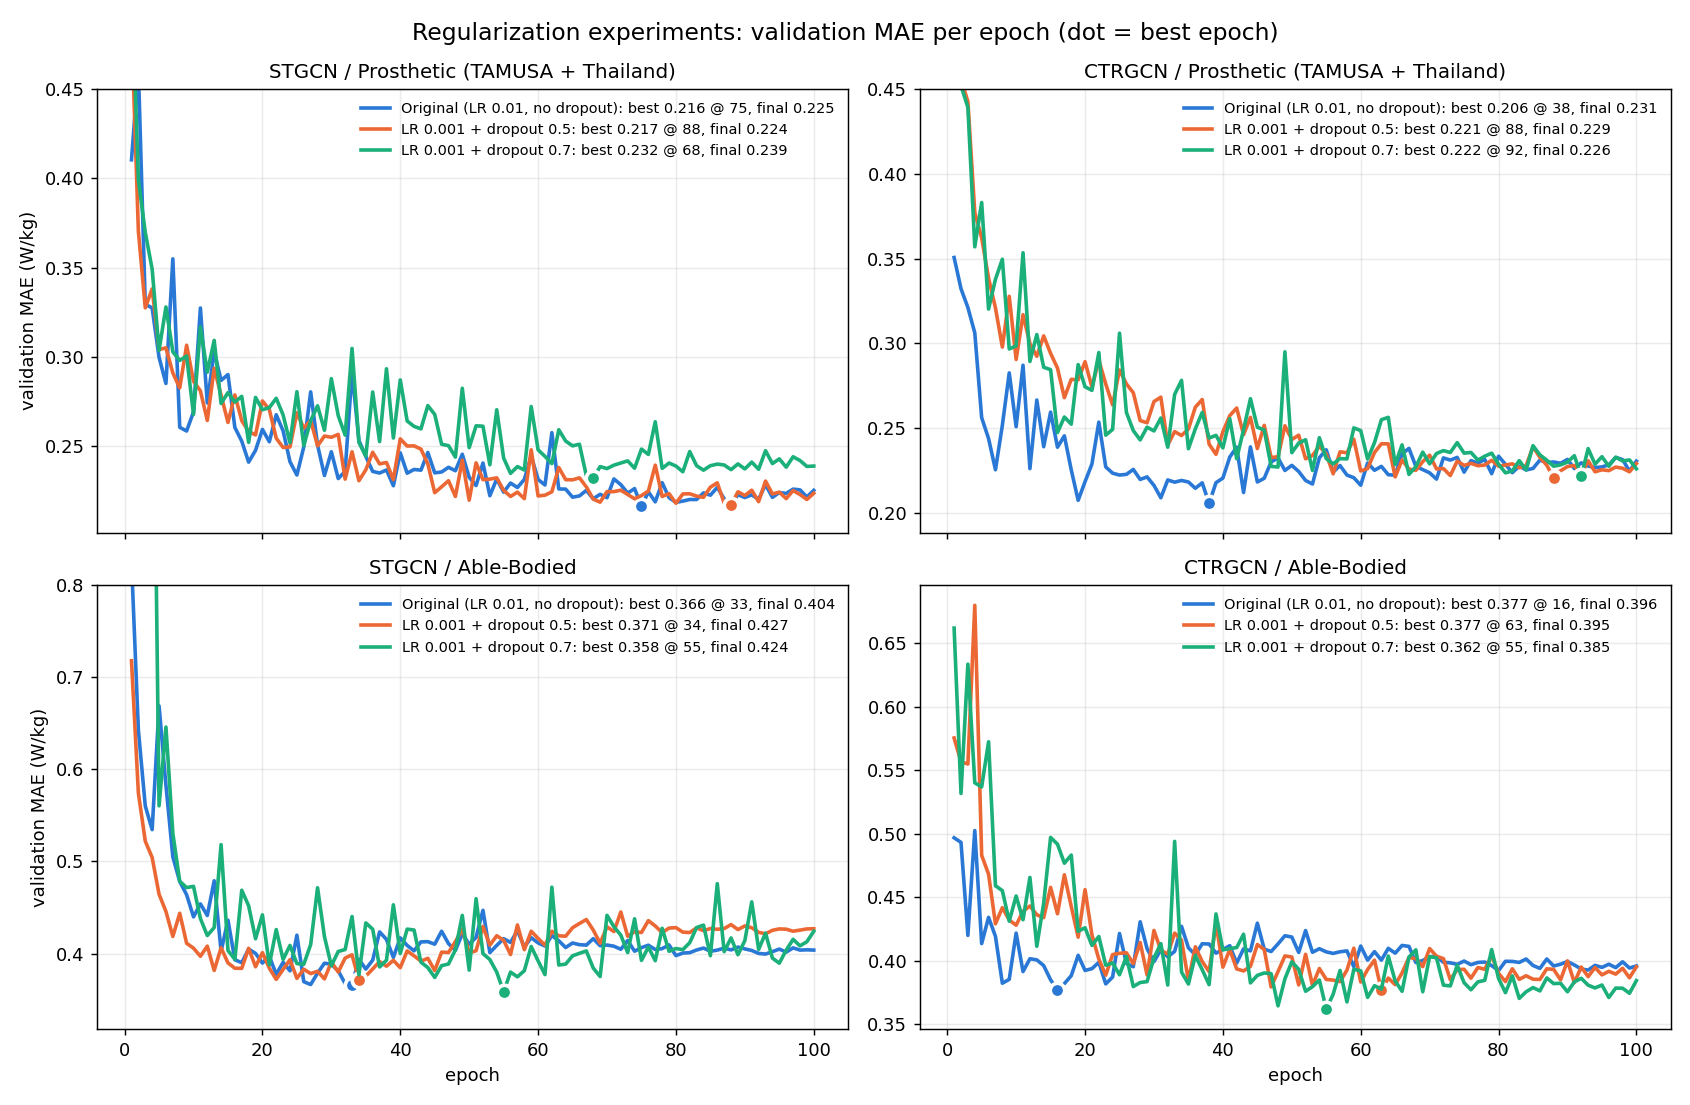 Regularization experiments: validation MAE per epoch (dot = best epoch)
STGCN / Prosthetic (TAMUSA + Thailand)
Original (LR 0.01, no dropout): best 0.216 @ 75, final 0.225
LR 0.001 + dropout 0.5: best 0.217 @ 88, final 0.224
LR 0.001 + dropout 0.7: best 0.232 @ 68, final 0.239
0.45
0.40
0.35
0.30
0.25
validation MAE (W/kg)
CTRGCN / Prosthetic (TAMUSA + Thailand)
Original (LR 0.01, no dropout): best 0.206 @ 38, final 0.231
LR 0.001 + dropout 0.5: best 0.221 @ 88, final 0.229
LR 0.001 + dropout 0.7: best 0.222 @ 92, final 0.226
0.45
0.40
0.35
0.30
0.25
0.20
STGCN / Able-Bodied
Original (LR 0.01, no dropout): best 0.366 @ 33, final 0.404
LR 0.001 + dropout 0.5: best 0.371 @ 34, final 0.427
LR 0.001 + dropout 0.7: best 0.358 @ 55, final 0.424
0.8
0.7
0.6
0.5
0.4
validation MAE (W/kg)
0 20 40 60 80 100
epoch
CTRGCN / Able-Bodied
Original (LR 0.01, no dropout): best 0.377 @ 16, final 0.396
LR 0.001 + dropout 0.5: best 0.377 @ 63, final 0.395
LR 0.001 + dropout 0.7: best 0.362 @ 55, final 0.385
0.65
0.60
0.55
0.50
0.45
0.40
0.35
0 20 40 60 80 100
epoch